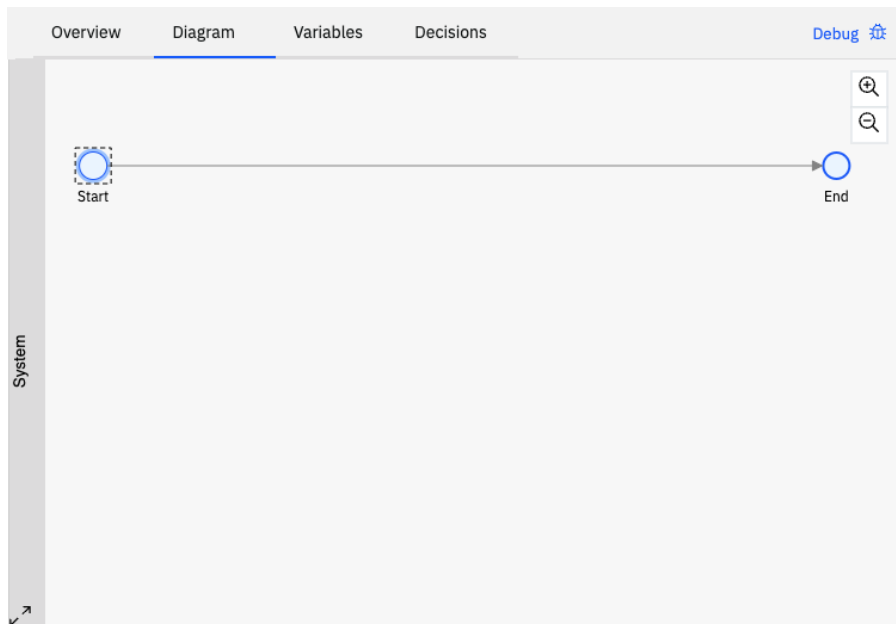 Overview
Diagram
Variables
Decisions
Debug
Start
End
System